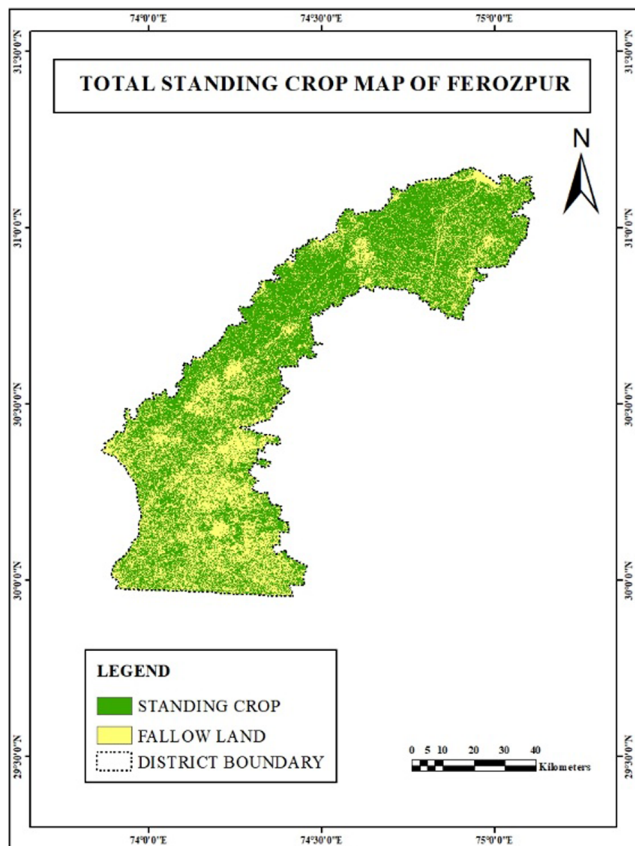 74°0'0"N 74°30'0"N 75°0'0"N
31°30'0"N 31°30'0"N
TOTAL STANDING CROP MAP OF FEROZPUR
N
31°0'0"N 31°0'0"N
30°30'0"N 30°30'0"N
30°0'0"N 30°0'0"N
LEGEND
STANDING CROP
FALLOW LAND
DISTRICT BOUNDARY
29°30'0"N 29°30'0"N
0 5 10 20 30 40
Kilometers
74°0'0"N 74°30'0"N 75°0'0"N